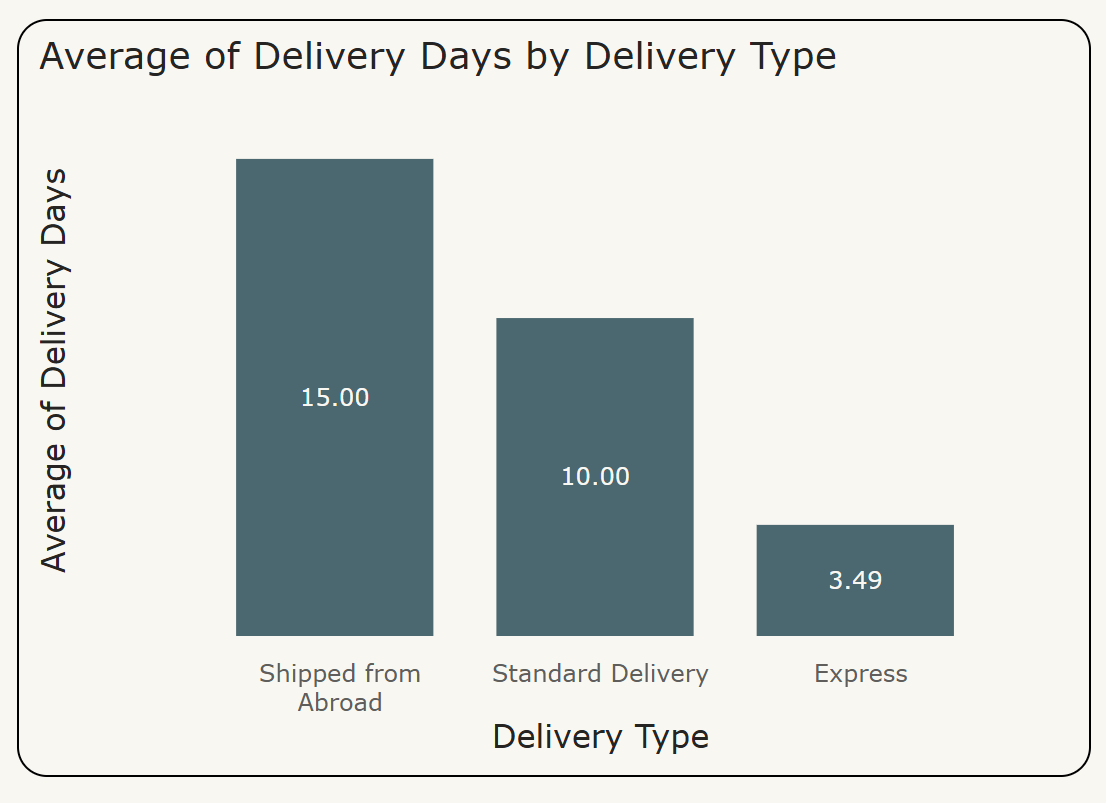 Average of Delivery Days by Delivery Type
Average of Delivery Days
15.00
10.00
3.49
Shipped from
Abroad
Standard Delivery
Express
Delivery Type